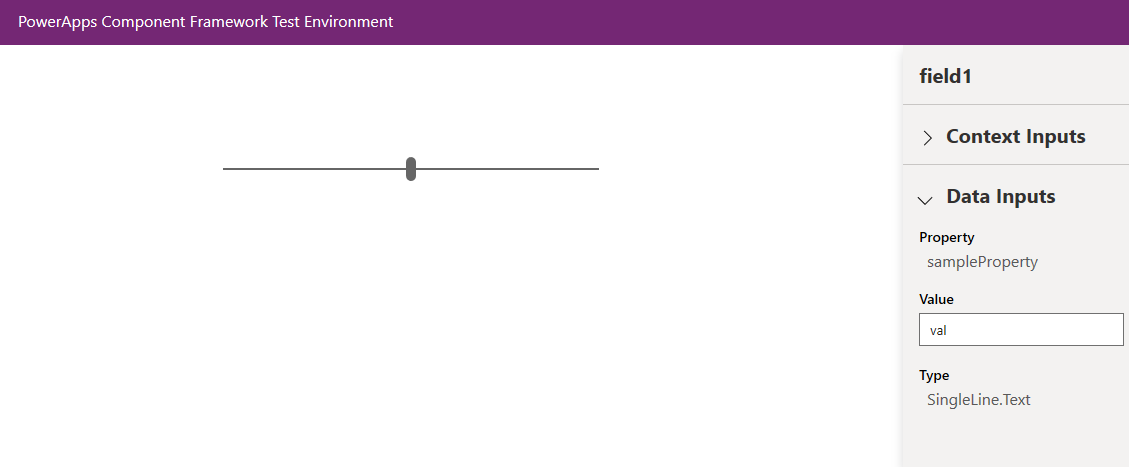 PowerApps Component Framework Test Environment
field1
Context Inputs
Data Inputs
Property
sampleProperty
Value
val
Type
SingleLine.Text